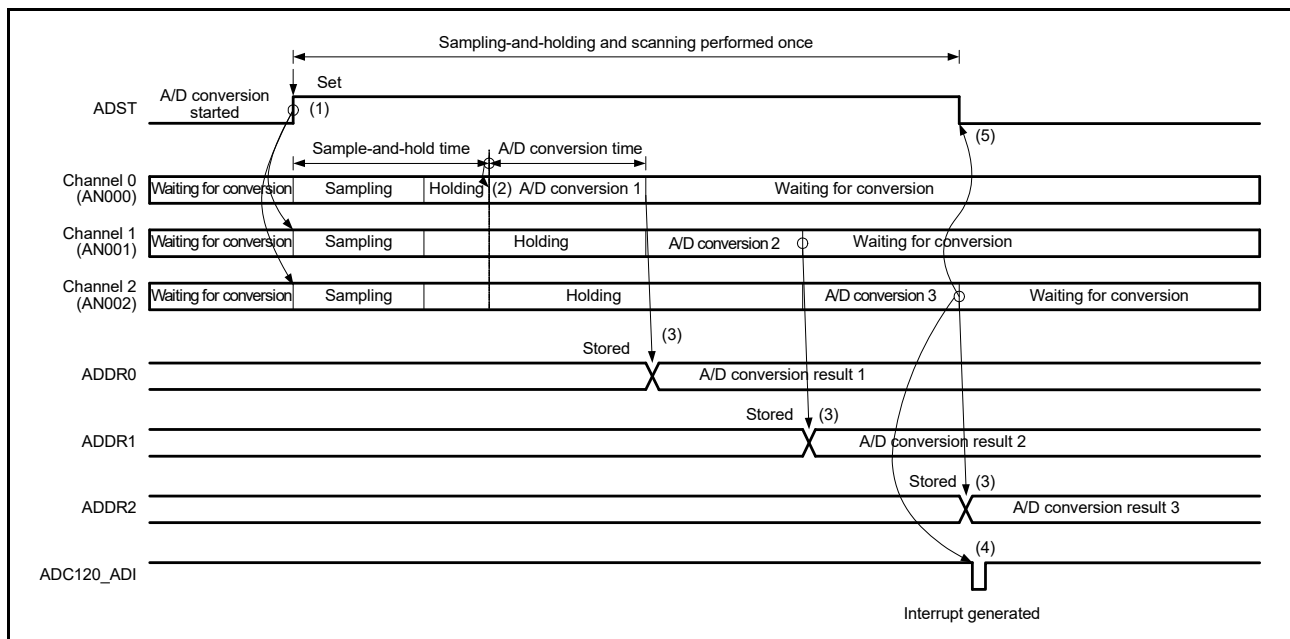 Sampling-and-holding and scanning performed once
Set
ADST
A/D conversion
started
(1)
(5)
Sample-and-hold time
A/D conversion time
Channel 0
(AN000)
Waiting for conversion
Sampling
Holding
(2)
A/D conversion 1
Waiting for conversion
Channel 1
(AN001)
Waiting for conversion
Sampling
Holding
A/D conversion 2
Waiting for conversion
Channel 2
(AN002)
Waiting for conversion
Sampling
Holding
A/D conversion 3
Waiting for conversion
Stored
(3)
ADDR0
A/D conversion result 1
Stored
(3)
ADDR1
A/D conversion result 2
Stored
(3)
ADDR2
A/D conversion result 3
(4)
ADC120_ADI
Interrupt generated